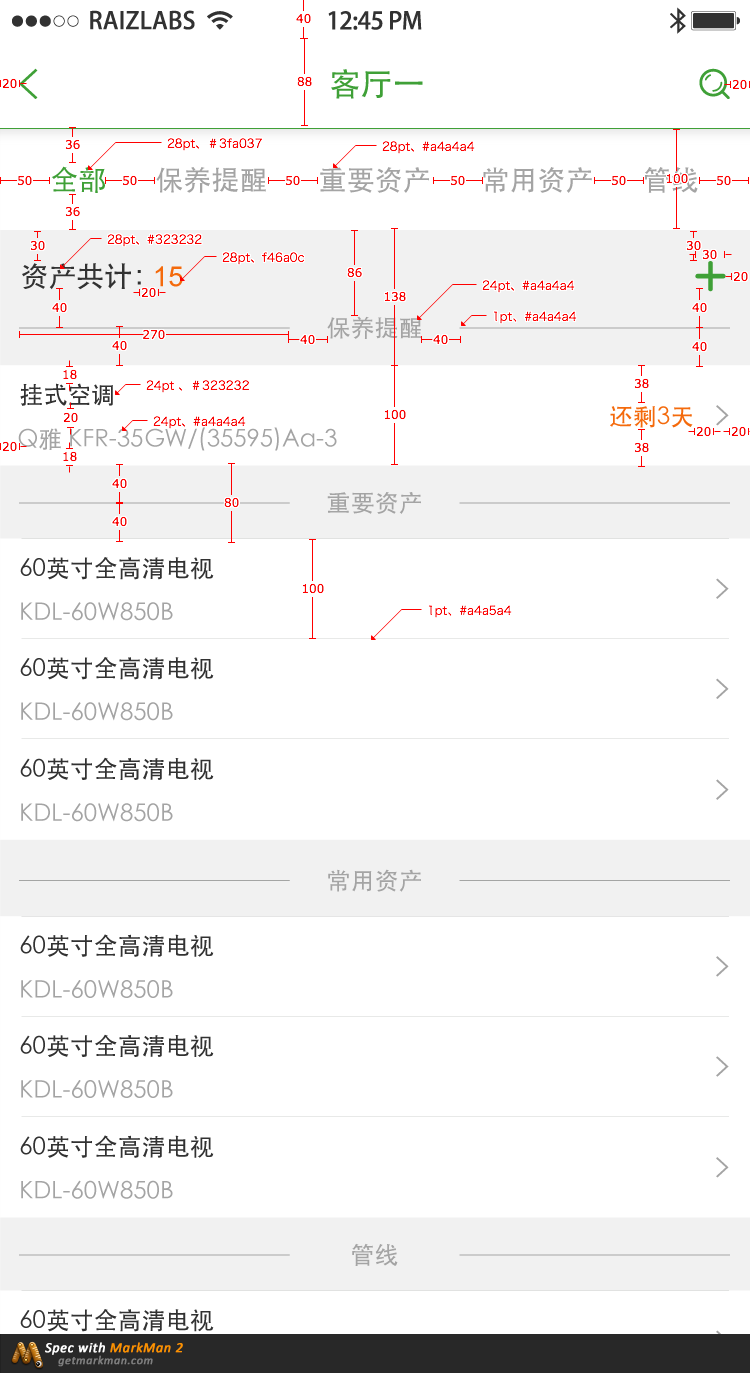 RAIZLABS 12:45 PM
40
20 客厅一 88 20
36 28pt、#3fa037 28pt、#a4a4a4
50 全部 50 保养提醒 50 重要资产 50 常用资产 50 管线 100 50
36
30 28pt、#323232 28pt、f46a0c 30 30
资产共计：15 86 20
20
40 138 24pt、#a4a4a4 40
1pt、#a4a4a4
270 40 保养提醒 40
40 40
18 24pt 、 #323232 38
挂式空调
20 24pt、#a4a4a4 100 还剩3天 20 20
20 Q雅 KFR-35GW/(35595)Aa-3
18 38
40 80 重要资产
40
60英寸全高清电视
100
KDL-60W850B 1pt、#a4a5a4
60英寸全高清电视
KDL-60W850B
60英寸全高清电视
KDL-60W850B
常用资产
60英寸全高清电视
KDL-60W850B
60英寸全高清电视
KDL-60W850B
60英寸全高清电视
KDL-60W850B
管线
60英寸全高清电视
Spec with MarkMan 2
getmarkman.com